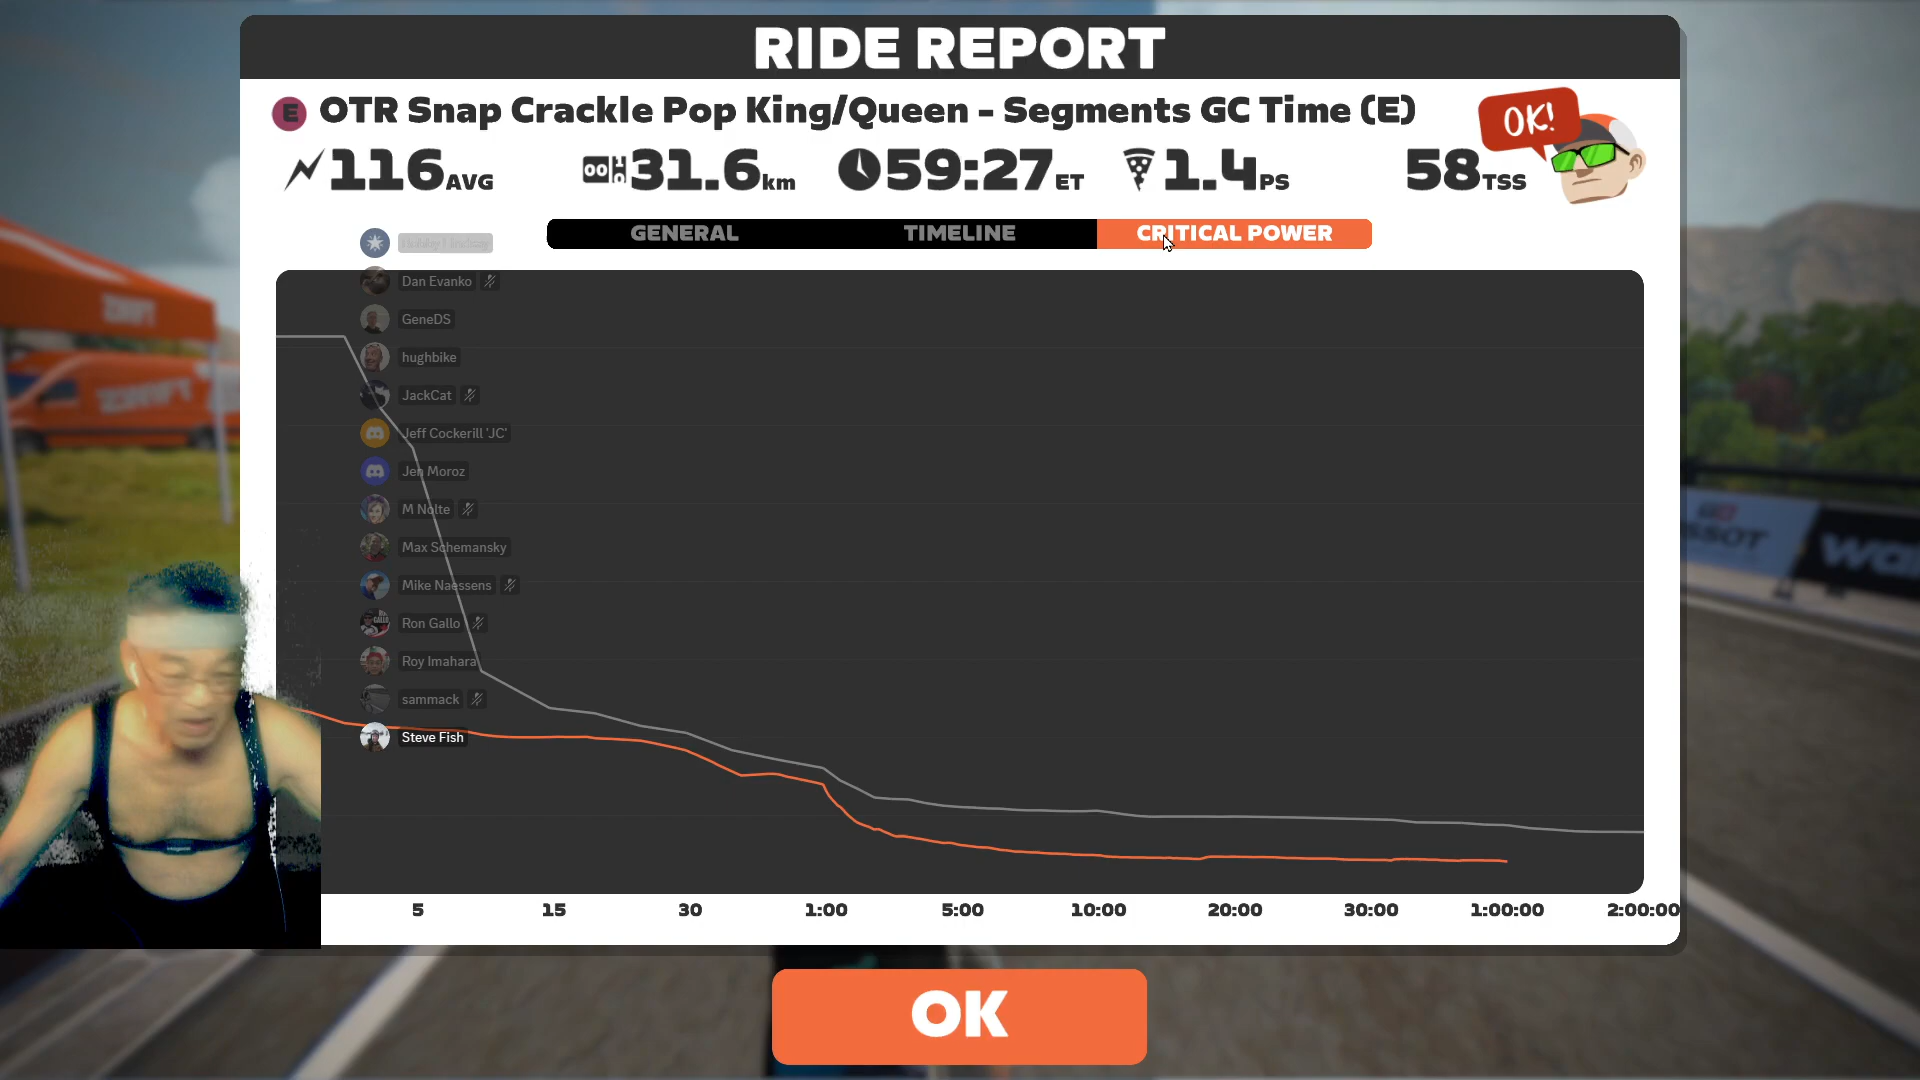 RIDE REPORT
E OTR Snap Crackle Pop King/Queen - Segments GC Time (E)
OK!
116AVG 31.6km 59:27ET 1.4PS 58TSS
GENERAL TIMELINE CRITICAL POWER
Dan Evanko
GeneDS
hughbike
JackCat
Jeff Cockerill 'JC'
Jen Moroz
M Nolte
Max Schemansky
Mike Naessens
Ron Gallo
Roy Imahara
sammack
Steve Fish
5 15 30 1:00 5:00 10:00 20:00 30:00 1:00:00 2:00:00
OK
ZWIFT
ZWIFT